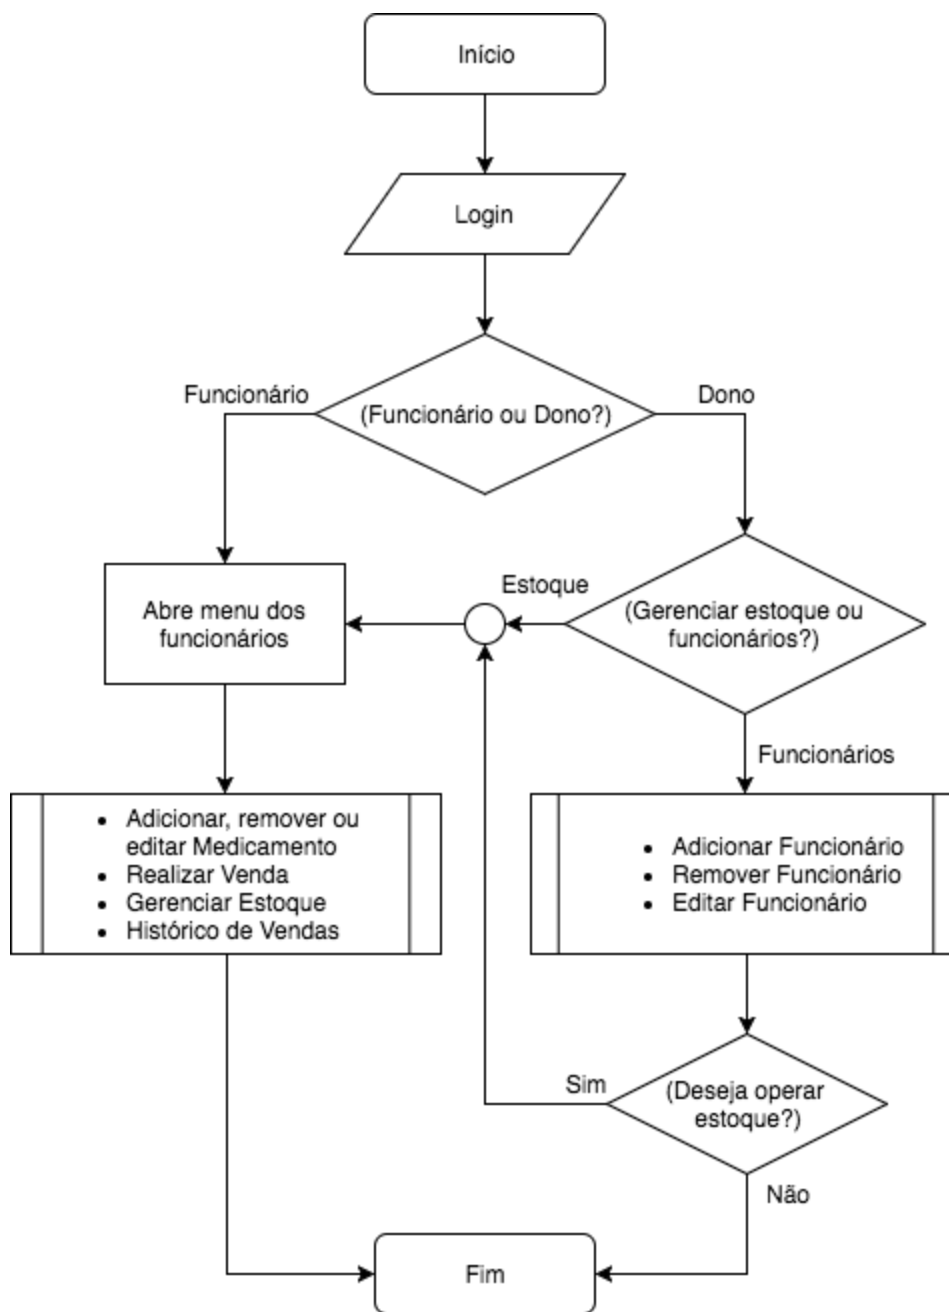 Início
Login
Funcionário
(Funcionário ou Dono?)
Dono
Abre menu dos
funcionários
Estoque
(Gerenciar estoque ou
funcionários?)
Funcionários
• Adicionar, remover ou
editar Medicamento
• Realizar Venda
• Gerenciar Estoque
• Histórico de Vendas
• Adicionar Funcionário
• Remover Funcionário
• Editar Funcionário
Sim
(Deseja operar
estoque?)
Não
Fim